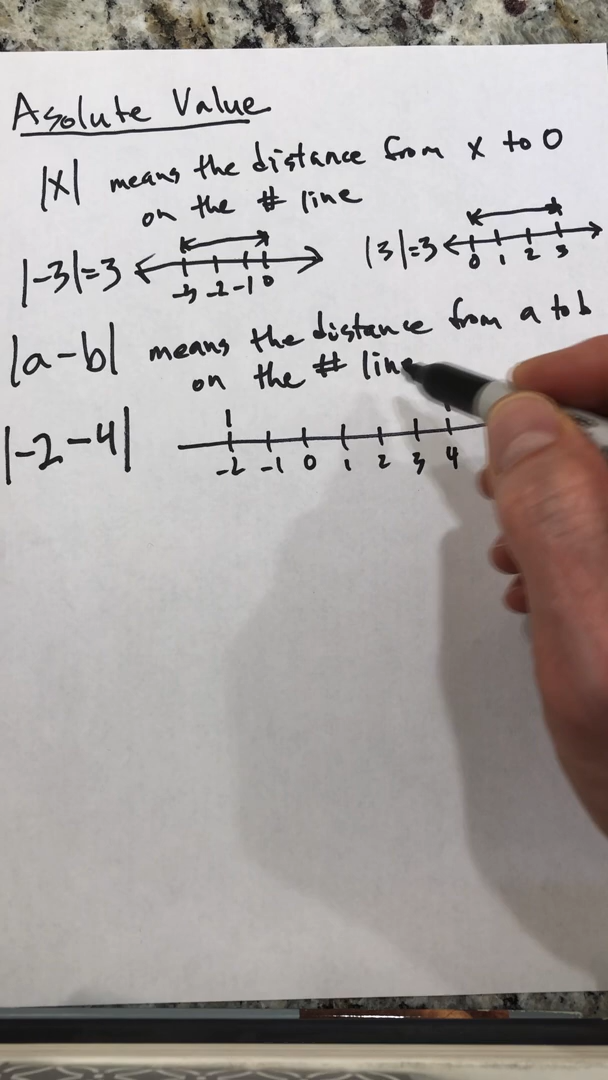 Asolute Value
|x| means the distance from x to 0
on the # line
|-3|=3 -3 -2 -1 0 |3|=3 0 1 2 3
|a-b| means the distance from a to b
on the # line
|-2-4| -2 -1 0 1 2 3 4